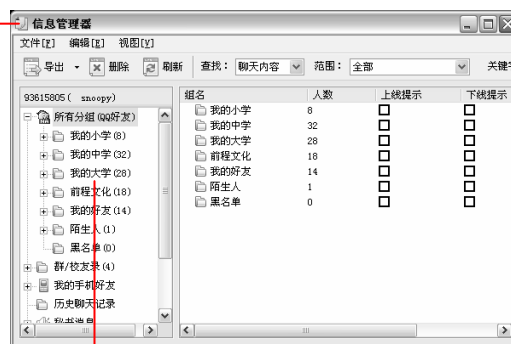 信息管理器
文件[F] 编辑[E] 视图[V]
导出 删除 刷新 查找: 聊天内容 范围: 全部 关键字
93615805( snoopy)
所有分组(QQ好友)
我的小学(8)
我的中学(32)
我的大学(28)
前程文化(18)
我的好友(14)
陌生人(1)
黑名单(0)
群/校友录(4)
我的手机好友
历史聊天记录
组名 人数 上线提示 下线提示
我的小学 8
我的中学 32
我的大学 28
前程文化 18
我的好友 14
陌生人 1
黑名单 0